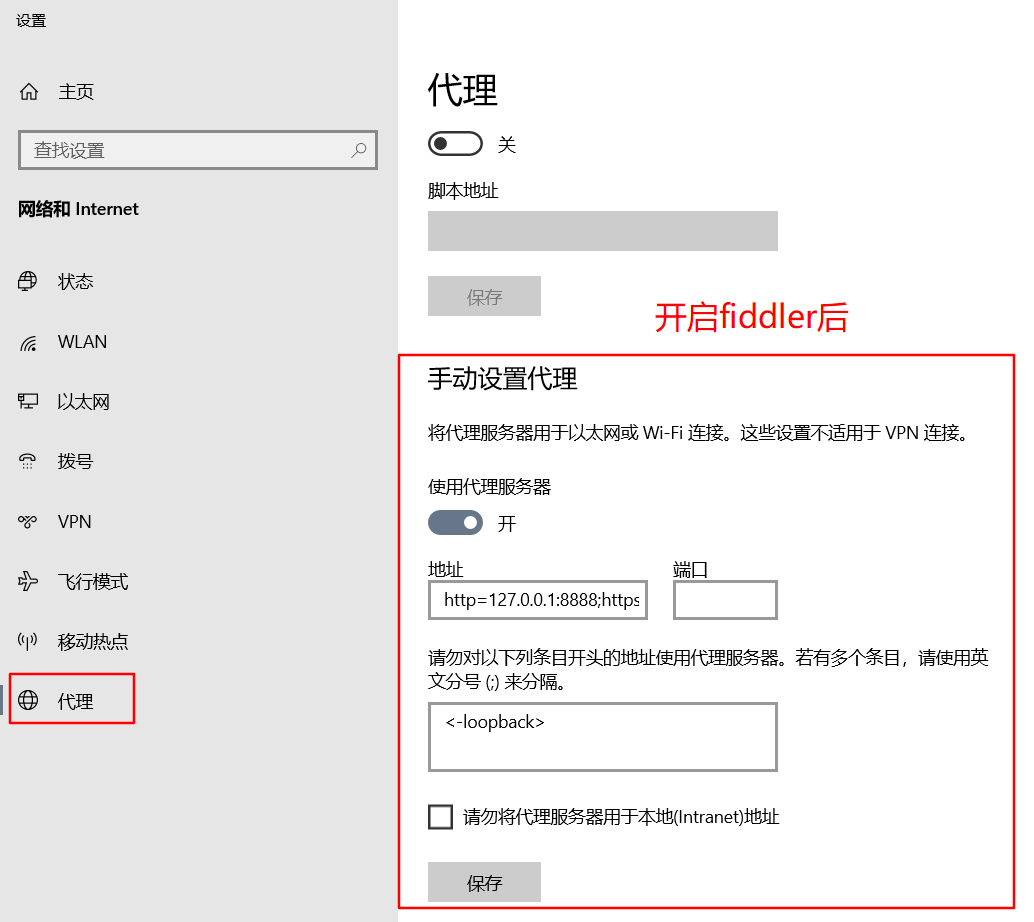 设置
主页
查找设置
网络和 Internet
状态
WLAN
以太网
拨号
VPN
飞行模式
移动热点
代理
代理
关
脚本地址
保存
开启fiddler后
手动设置代理
将代理服务器用于以太网或 Wi-Fi 连接。这些设置不适用于 VPN 连接。
使用代理服务器
开
地址
端口
http=127.0.0.1:8888;https
请勿对以下列条目开头的地址使用代理服务器。若有多个条目，请使用英
文分号 (;) 来分隔。
<-loopback>
请勿将代理服务器用于本地(Intranet)地址
保存